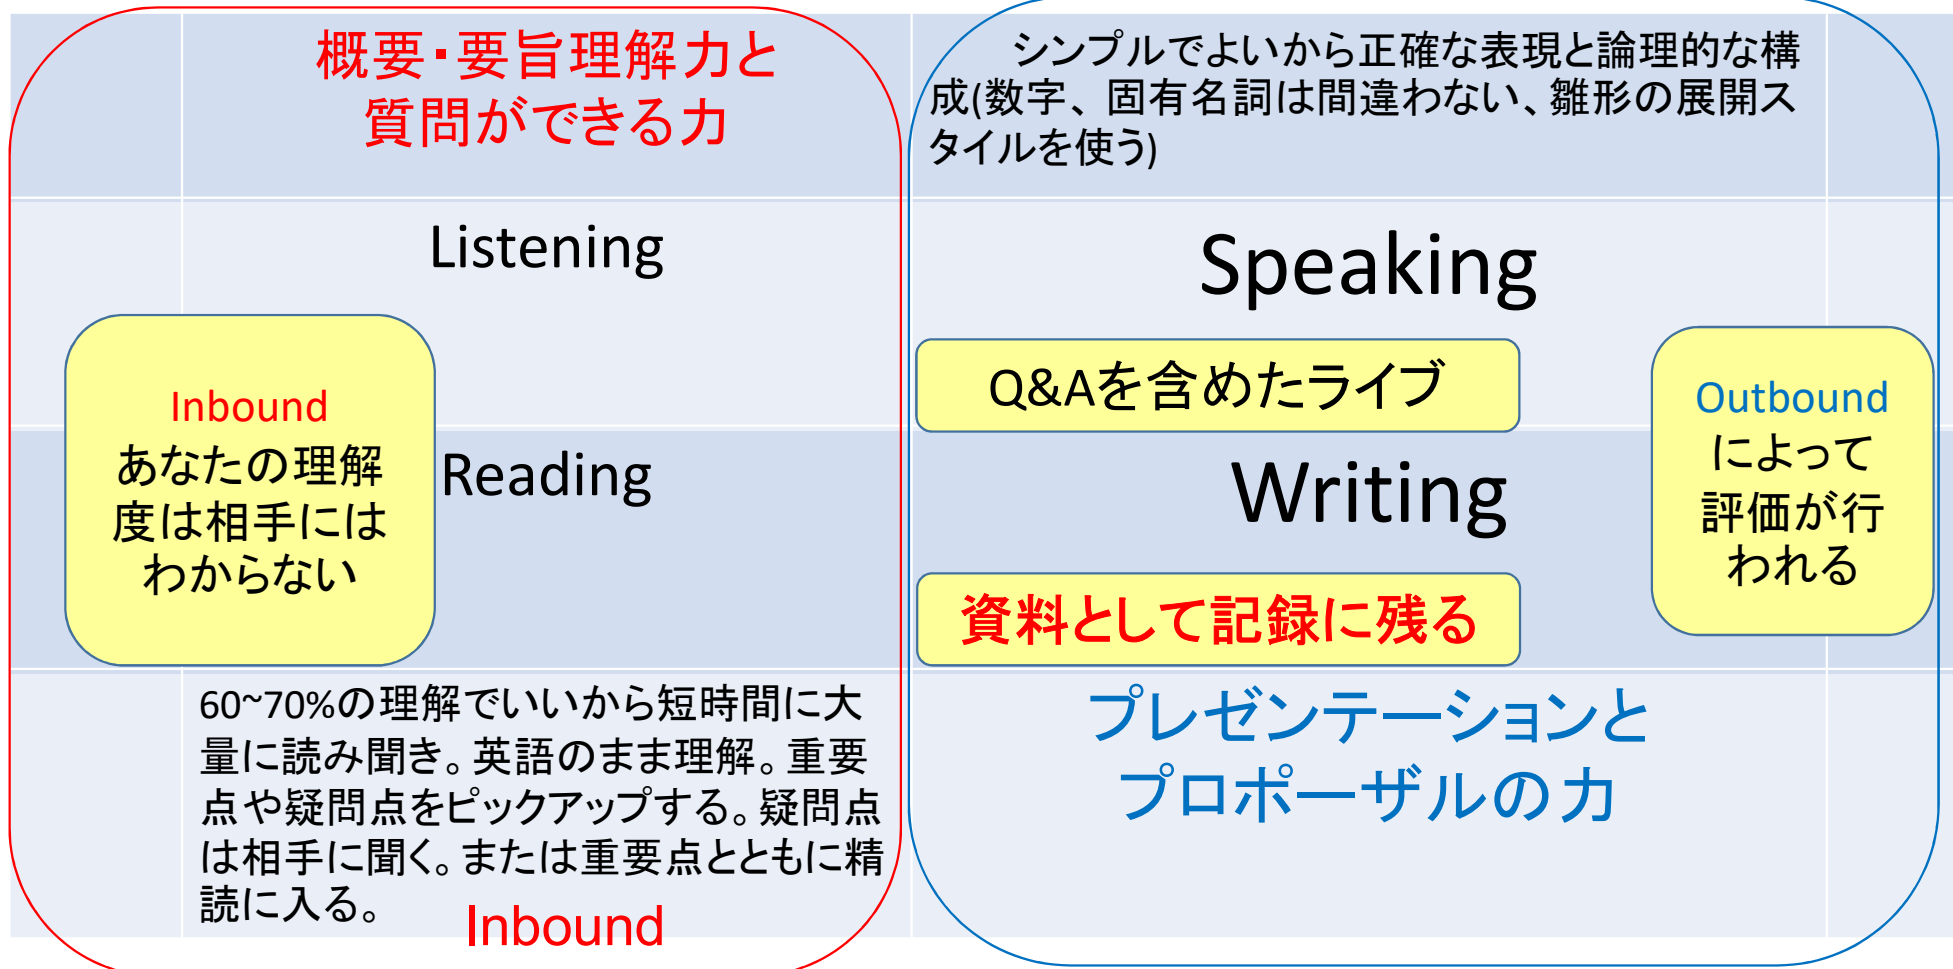 概要・要旨理解力と
質問ができる力
Listening
Inbound
あなたの理解
度は相手には
わからない
Reading
60~70%の理解でいいから短時間に大
量に読み聞き。英語のまま理解。重要
点や疑問点をピックアップする。疑問点
は相手に聞く。または重要点とともに精
読に入る。
Inbound
シンプルでよいから正確な表現と論理的な構
成(数字、固有名詞は間違わない、雛形の展開ス
タイルを使う)
Speaking
Q&Aを含めたライブ
Writing
資料として記録に残る
Outbound
によって
評価が行
われる
プレゼンテーションと
プロポーザルの力